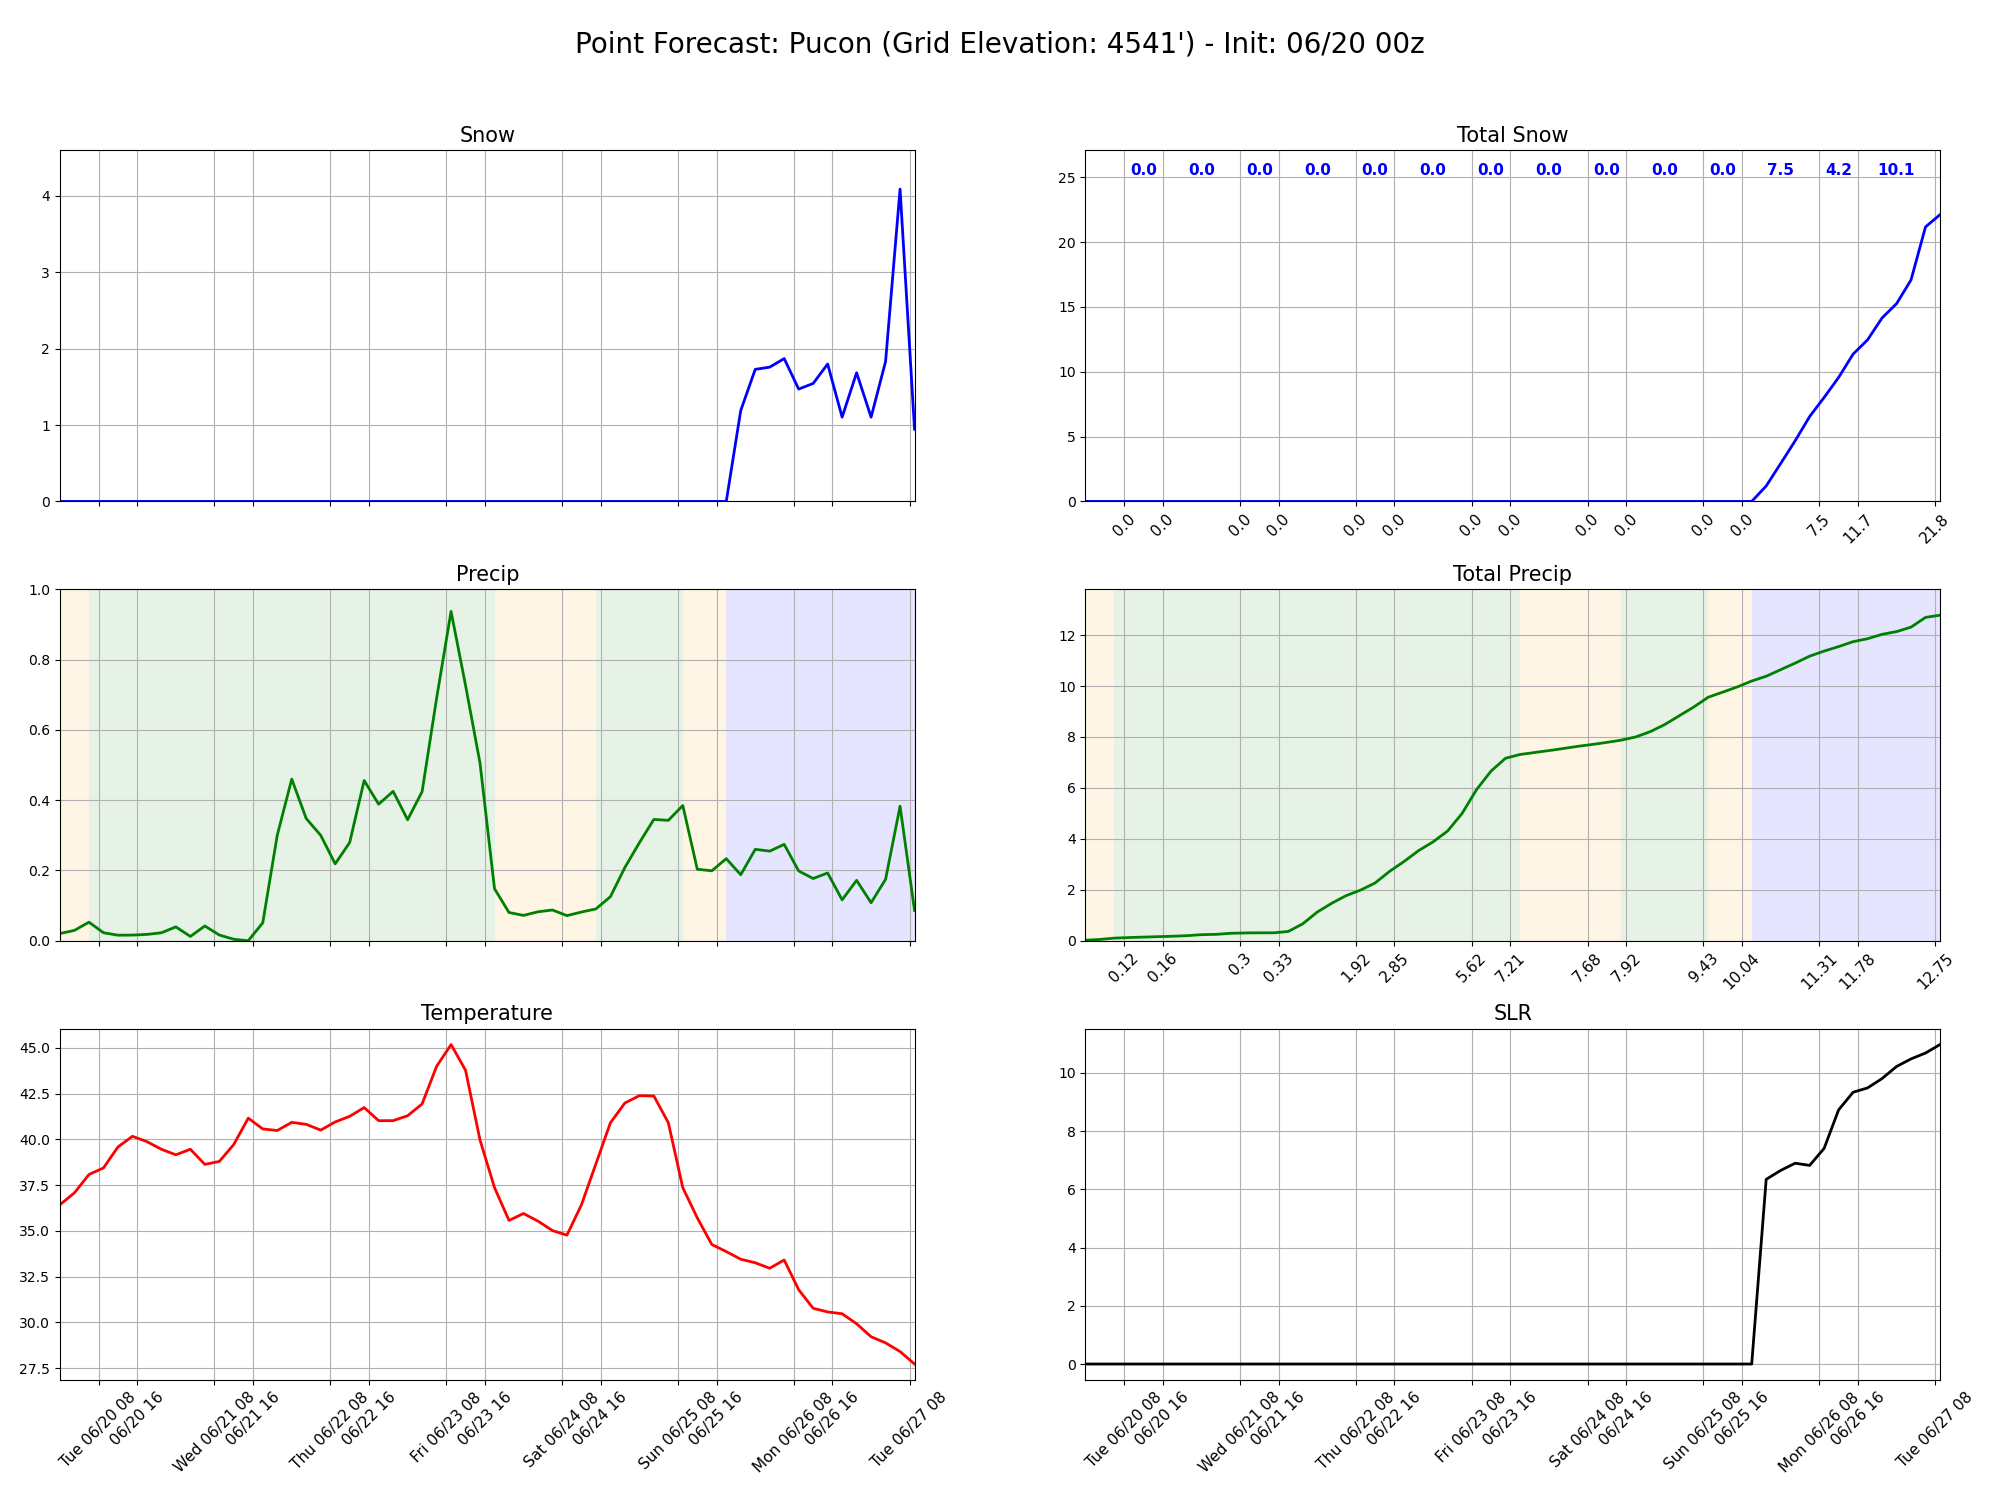 Point Forecast: Pucon (Grid Elevation: 4541') - Init: 06/20 00z
Snow
4
3
2
1
0
Total Snow
0.0 0.0 0.0 0.0 0.0 0.0 0.0 0.0 0.0 0.0 0.0 7.5 4.2 10.1
25
20
15
10
5
0
0.0 0.0 0.0 0.0 0.0 0.0 0.0 0.0 0.0 0.0 0.0 0.0 7.5 11.7 21.8
Precip
1.0
0.8
0.6
0.4
0.2
0.0
Total Precip
12
10
8
6
4
2
0
0.12 0.16 0.3 0.33 1.92 2.85 5.62 7.21 7.68 7.92 9.43 10.04 11.31 11.78 12.75
Temperature
45.0
42.5
40.0
37.5
35.0
32.5
30.0
27.5
Tue 06/20 08
06/20 16
Wed 06/21 08
06/21 16
Thu 06/22 08
06/22 16
Fri 06/23 08
06/23 16
Sat 06/24 08
06/24 16
Sun 06/25 08
06/25 16
Mon 06/26 08
06/26 16
Tue 06/27 08
SLR
10
8
6
4
2
0
Tue 06/20 08
06/20 16
Wed 06/21 08
06/21 16
Thu 06/22 08
06/22 16
Fri 06/23 08
06/23 16
Sat 06/24 08
06/24 16
Sun 06/25 08
06/25 16
Mon 06/26 08
06/26 16
Tue 06/27 08